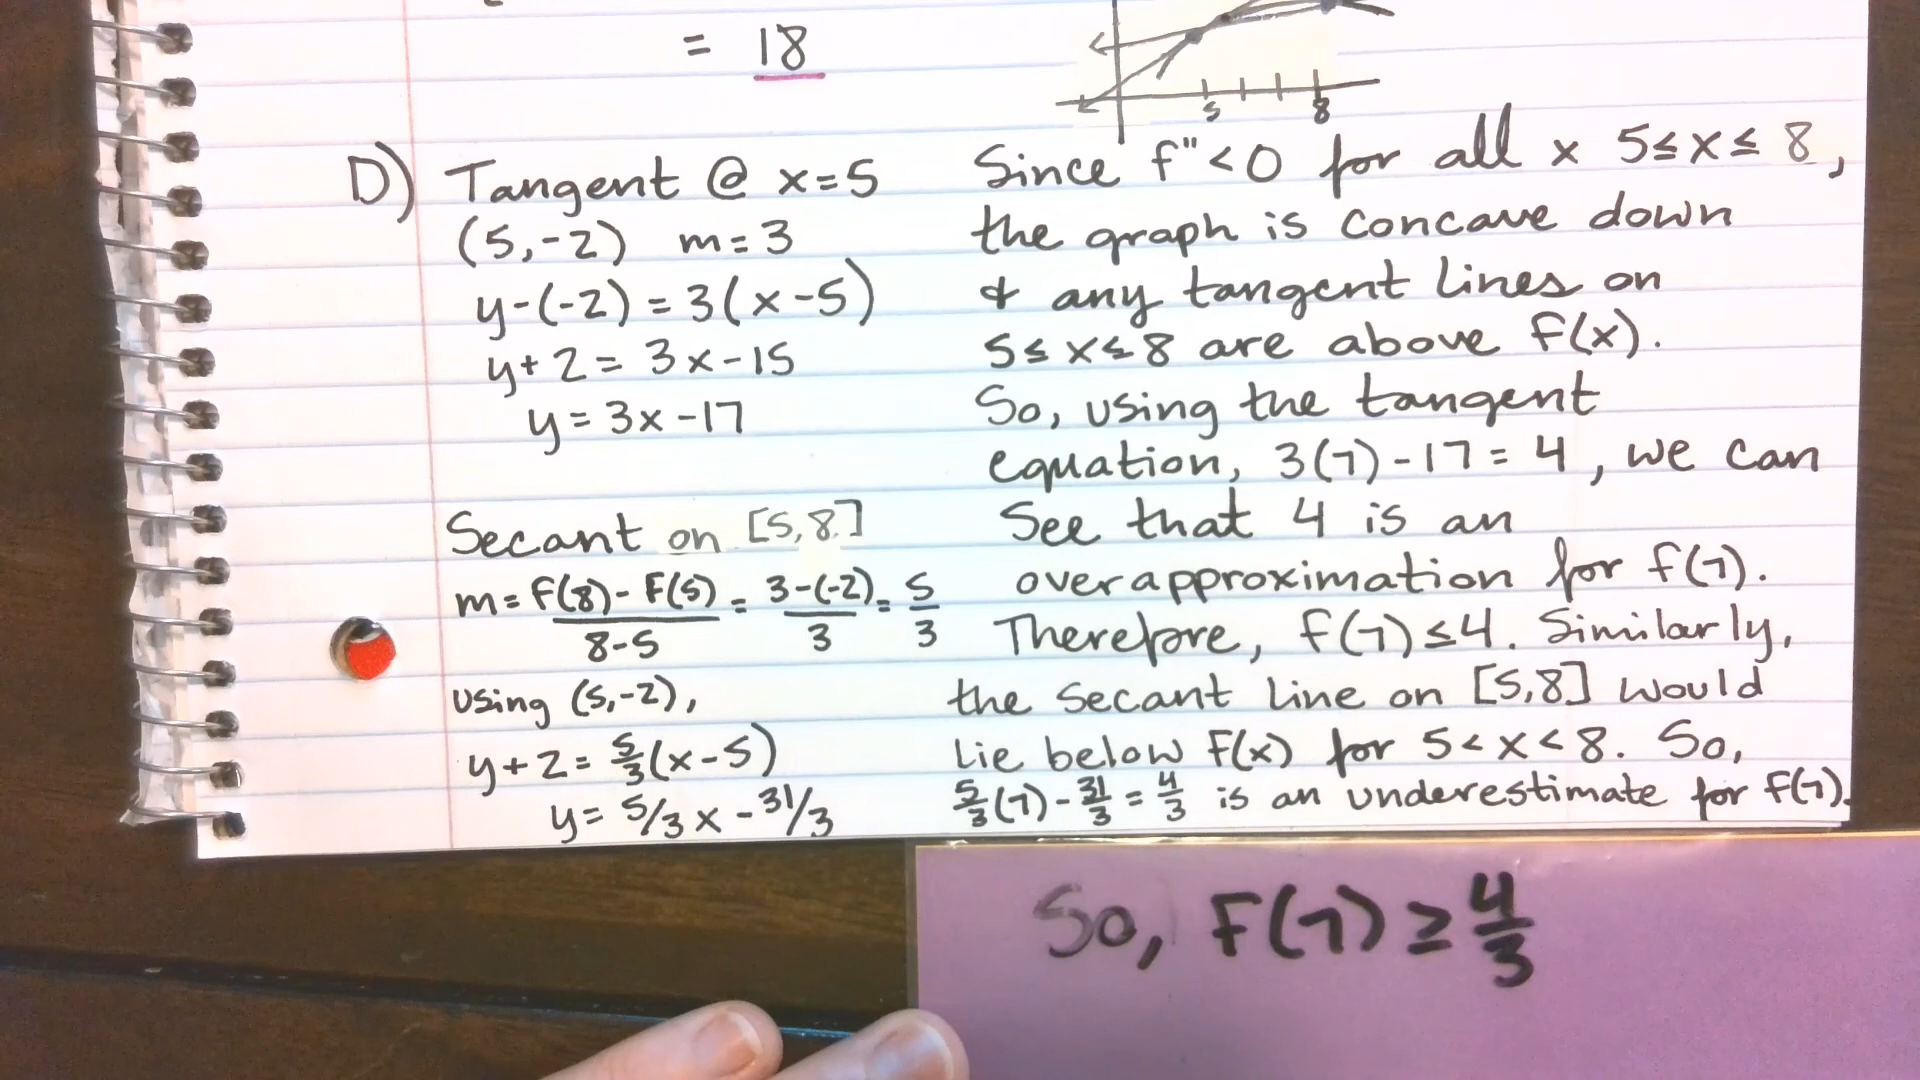 = 18
5 8
D) Tangent @ x=5
(5,-2) m=3
y-(-2) = 3(x-5)
y+2 = 3x-15
y = 3x-17
Secant on [5,8]
m = f(8)-f(5)/8-5 = 3-(-2)/3 = 5/3
using (5,-2),
y+2 = 5/3(x-5)
y = 5/3 x - 31/3
Since f"<0 for all x 5≤x≤8,
the graph is concave down
& any tangent lines on
5≤x≤8 are above f(x).
So, using the tangent
equation, 3(7)-17=4, we can
see that 4 is an
overapproximation for f(7).
Therefore, f(7)≤4. Similarly,
the secant line on [5,8] would
lie below f(x) for 5<x<8. So,
5/3(7)-31/3=4/3 is an underestimate for f(7).
So, f(7)≥4/3